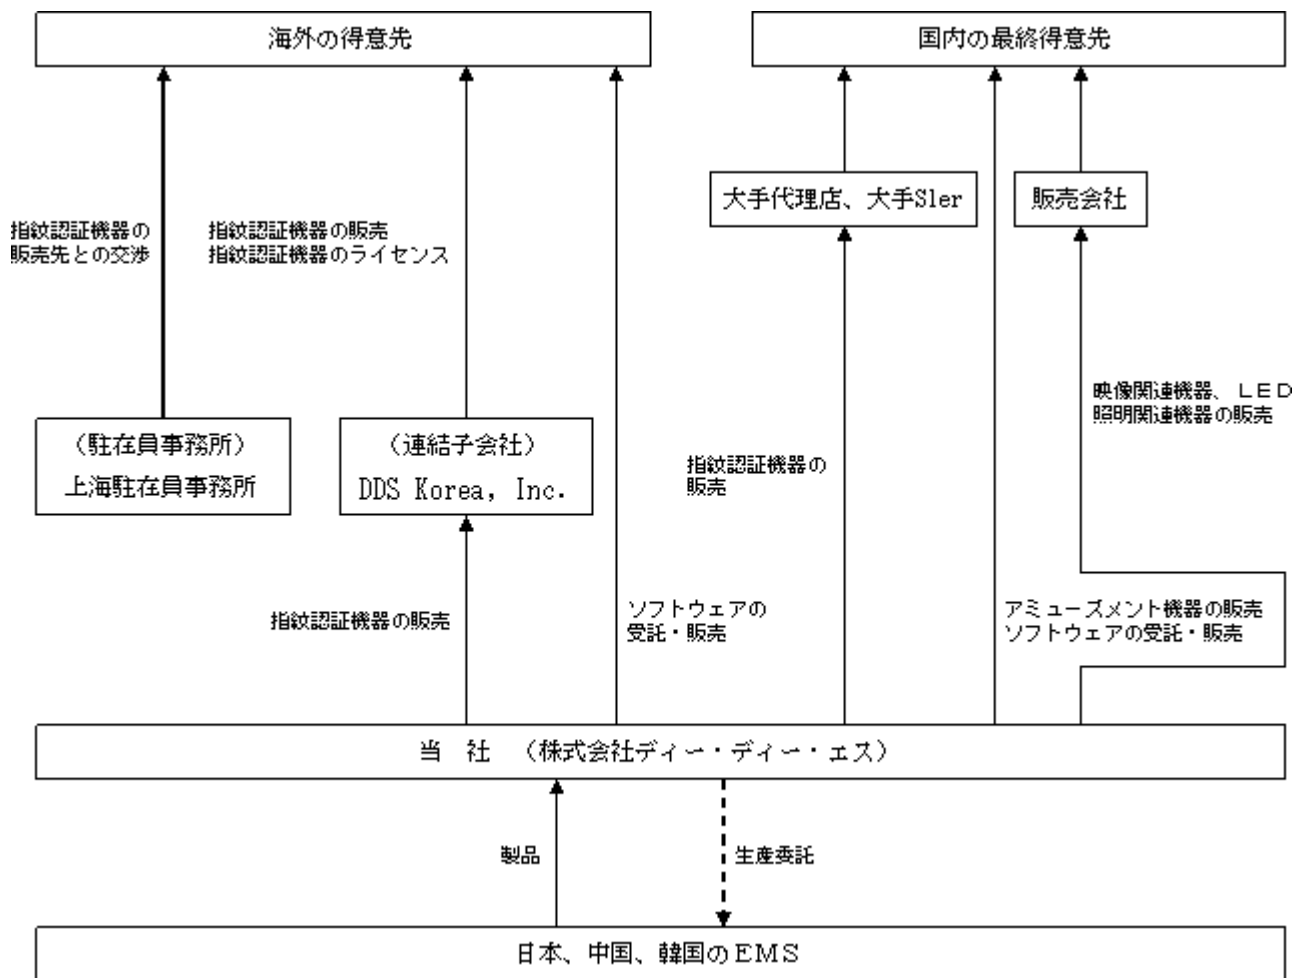 海外の得意先
国内の最終得意先
大手代理店、大手SIer
販売会社
指紋認証機器の
販売先との交渉
指紋認証機器の販売
指紋認証機器のライセンス
映像関連機器、ＬＥＤ
照明関連機器の販売
（駐在員事務所）
上海駐在員事務所
（連結子会社）
DDS Korea, Inc.
指紋認証機器の
販売
指紋認証機器の販売
ソフトウェアの
受託・販売
アミューズメント機器の販売
ソフトウェアの受託・販売
当　社　（株式会社ディー・ディー・エス）
製品
生産委託
日本、中国、韓国のＥＭＳ